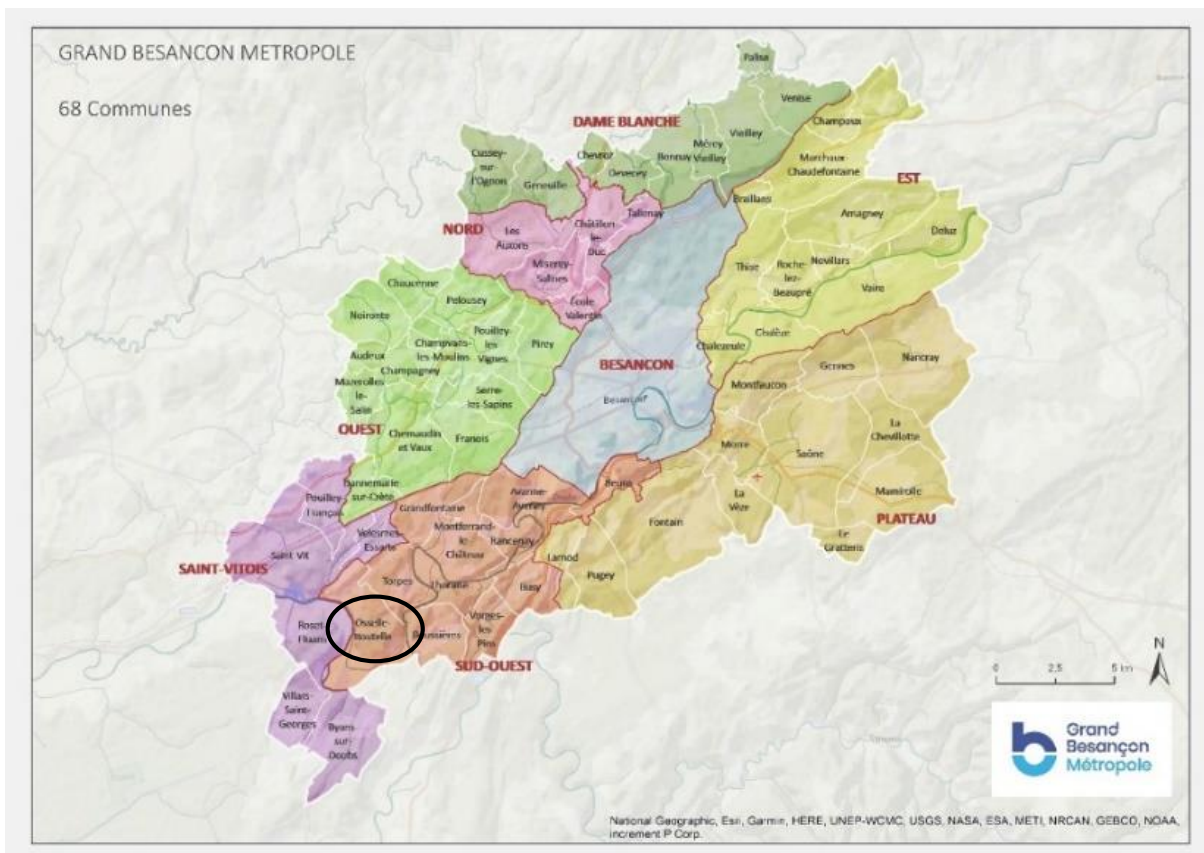 GRAND BESANCON METROPOLE
68 Communes
Palise
Venise
DAME BLANCHE
Champoux
Vieilley
Cussey-
sur-
l'Ognon
Chevroz
Mérey
Bonnay Vieilley
Devecey
Marchaux-
Chaudefontaine
Geneuille
EST
Braillans
Tallenay
Amagney
NORD
Châtillon
-le-
Duc
Les
Auxons
Deluz
Miserey-
Salines
Thise
Roche-
lez-
Beaupré
Novillars
Vaire
Chaucenne
Pelousey
École
Valentin
Noironte
Pouilley-
les
Vignes
Chalèze
Pirey
Champvans-
les-Moulins
Chalezeule
Audeux
Champagney
BESANCON
Gennes
Nancray
Mazerolles
le-
Salin
Serre-
les-Sapins
Montfaucon
Besançon
OUEST
Chemaudin
et Vaux
Franois
La
Chevillotte
Morre
Saône
Dannemarie-
sur-Crète
Beure
Mamirolle
Pouilley-
Français
Avanne-
Aveney
La
Vèze
Grandfontaine
PLATEAU
Fontain
Montferrand-
le-
Château
Rancenay
Velesmes-
Essarts
Le
Gratteris
Saint Vit
Larnod
SAINT-VITOIS
Pugey
Torpes
Thoraise
Busy
Roset-
Fluans
Osselle-
Routelle
Boussières
Vorges-
les-
Pins
SUD-OUEST
Villars-
Saint-
Georges
Byans
-sur-
Doubs
N
0 2,5 5 km
Grand
Besançon
Métropole
National Geographic, Esri, Garmin, HERE, UNEP-WCMC, USGS, NASA, ESA, METI, NRCAN, GEBCO, NOAA,
increment P Corp.